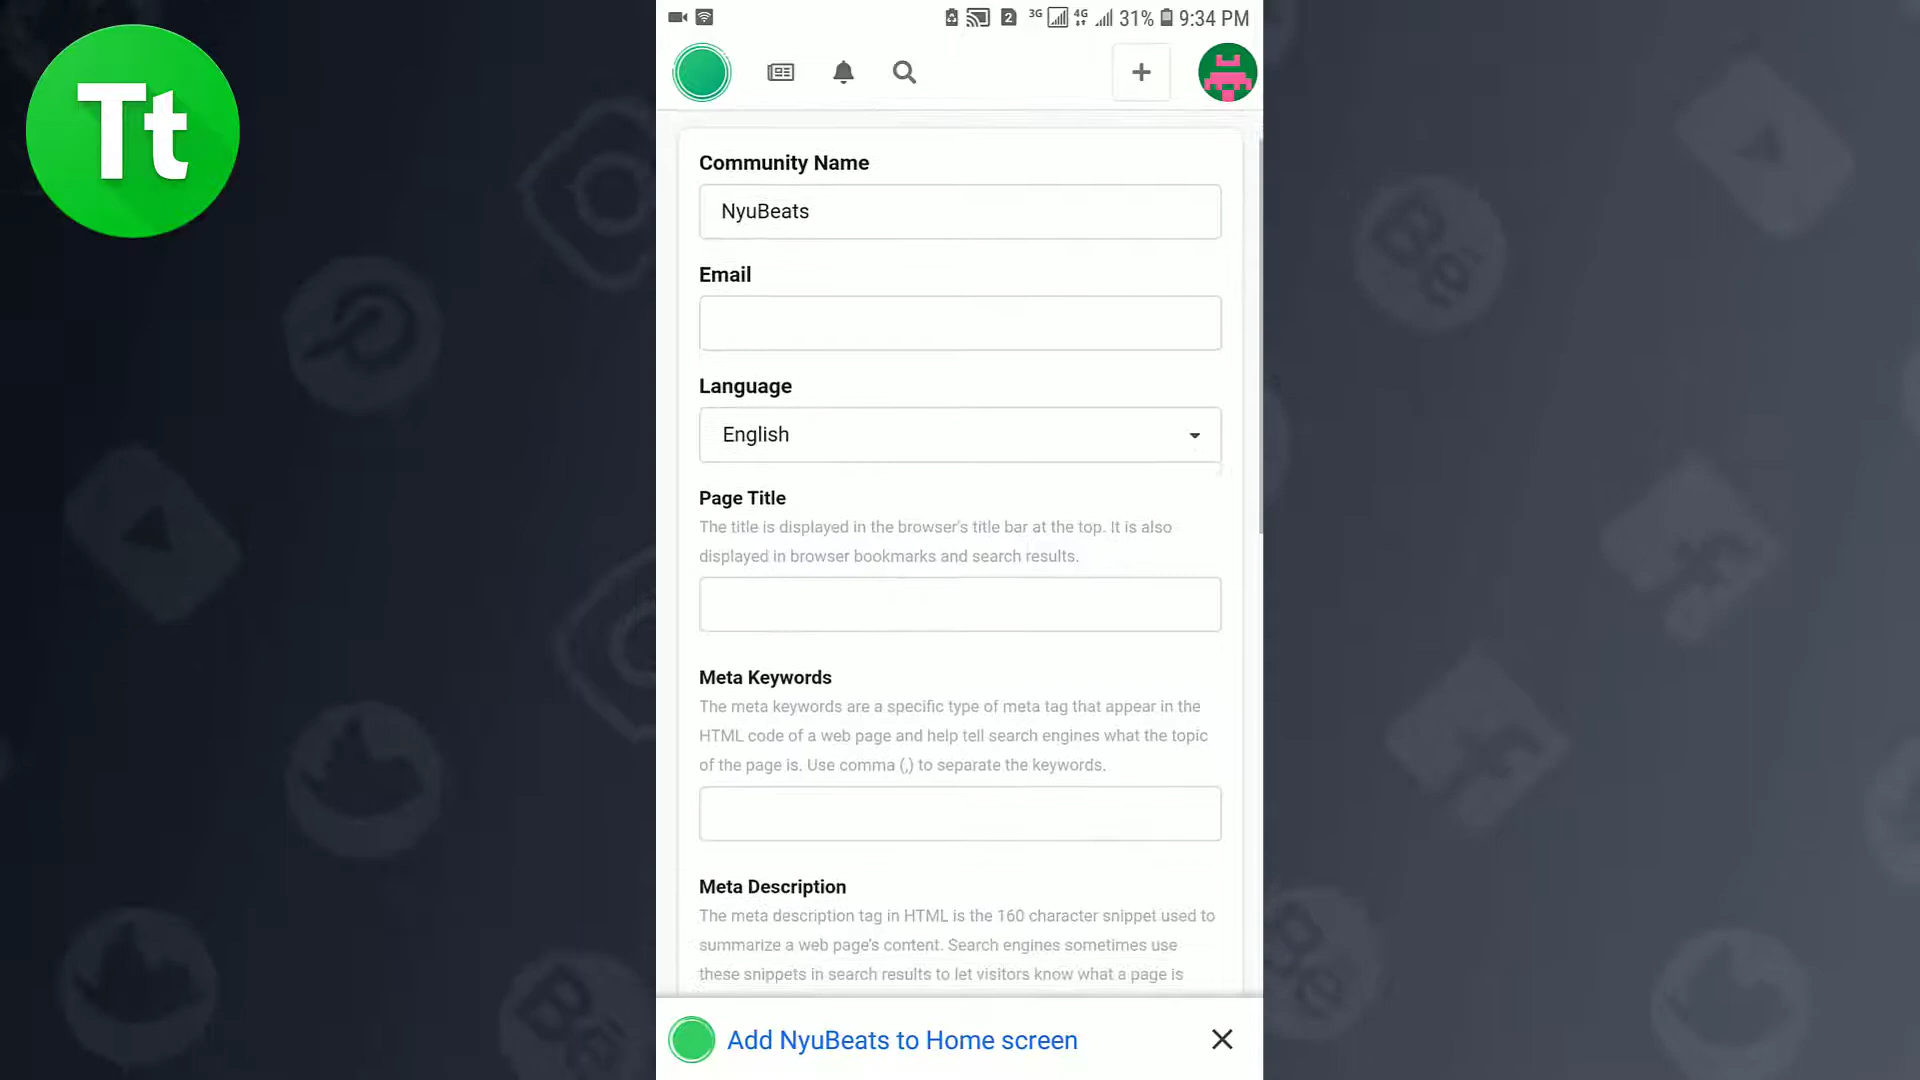 Tt
2 3G 4G 31% 9:34 PM
Community Name
NyuBeats
Email
Language
English
Page Title
The title is displayed in the browser's title bar at the top. It is also
displayed in browser bookmarks and search results.
Meta Keywords
The meta keywords are a specific type of meta tag that appear in the
HTML code of a web page and help tell search engines what the topic
of the page is. Use comma (,) to separate the keywords.
Meta Description
The meta description tag in HTML is the 160 character snippet used to
summarize a web page's content. Search engines sometimes use
these snippets in search results to let visitors know what a page is
Add NyuBeats to Home screen